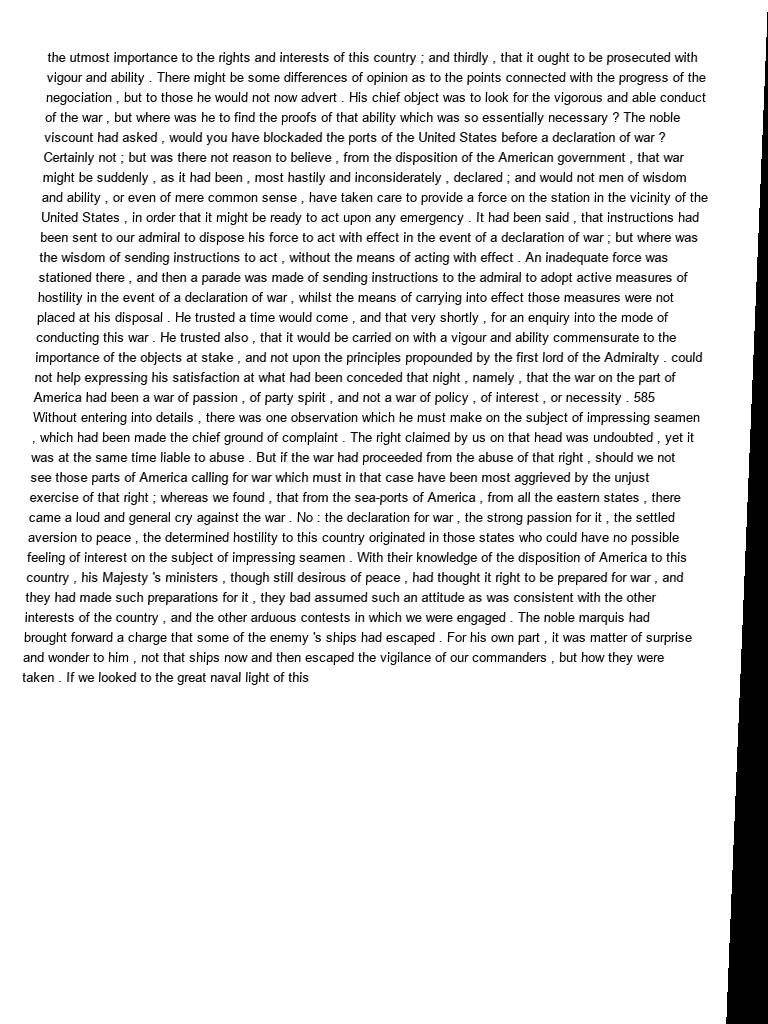 the utmost importance to the rights and interests of this country ; and thirdly , that it ought to be prosecuted with
vigour and ability . There might be some differences of opinion as to the points connected with the progress of the
negociation , but to those he would not now advert . His chief object was to look for the vigorous and able conduct
of the war , but where was he to find the proofs of that ability which was so essentially necessary ? The noble
viscount had asked , would you have blockaded the ports of the United States before a declaration of war ?
Certainly not ; but was there not reason to believe , from the disposition of the American government , that war
might be suddenly , as it had been , most hastily and inconsiderately , declared ; and would not men of wisdom
and ability , or even of mere common sense , have taken care to provide a force on the station in the vicinity of the
United States , in order that it might be ready to act upon any emergency . It had been said , that instructions had
been sent to our admiral to dispose his force to act with effect in the event of a declaration of war ; but where was
the wisdom of sending instructions to act , without the means of acting with effect . An inadequate force was
stationed there , and then a parade was made of sending instructions to the admiral to adopt active measures of
hostility in the event of a declaration of war , whilst the means of carrying into effect those measures were not
placed at his disposal . He trusted a time would come , and that very shortly , for an enquiry into the mode of
conducting this war . He trusted also , that it would be carried on with a vigour and ability commensurate to the
importance of the objects at stake , and not upon the principles propounded by the first lord of the Admiralty . could
not help expressing his satisfaction at what had been conceded that night , namely , that the war on the part of
America had been a war of passion , of party spirit , and not a war of policy , of interest , or necessity . 585
Without entering into details , there was one observation which he must make on the subject of impressing seamen
, which had been made the chief ground of complaint . The right claimed by us on that head was undoubted , yet it
was at the same time liable to abuse . But if the war had proceeded from the abuse of that right , should we not
see those parts of America calling for war which must in that case have been most aggrieved by the unjust
exercise of that right ; whereas we found , that from the sea-ports of America , from all the eastern states , there
came a loud and general cry against the war . No : the declaration for war , the strong passion for it , the settled
aversion to peace , the determined hostility to this country originated in those states who could have no possible
feeling of interest on the subject of impressing seamen . With their knowledge of the disposition of America to this
country , his Majesty 's ministers , though still desirous of peace , had thought it right to be prepared for war , and
they had made such preparations for it , they bad assumed such an attitude as was consistent with the other
interests of the country , and the other arduous contests in which we were engaged . The noble marquis had
brought forward a charge that some of the enemy 's ships had escaped . For his own part , it was matter of surprise
and wonder to him , not that ships now and then escaped the vigilance of our commanders , but how they were
taken . If we looked to the great naval light of this